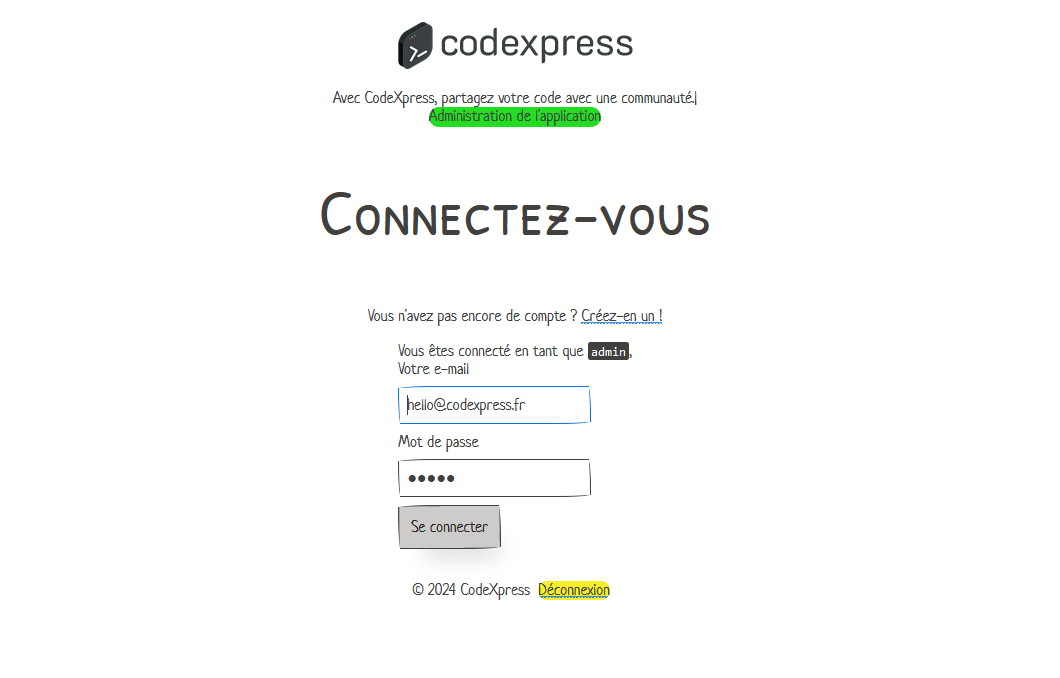 codexpress
Avec CodeXpress, partagez votre code avec une communauté.|
Administration de l'application
Connectez-vous
Vous n'avez pas encore de compte ? Créez-en un !
Vous êtes connecté en tant que admin,
Votre e-mail
hello@codexpress.fr
Mot de passe
•••••
Se connecter
© 2024 CodeXpress Déconnexion